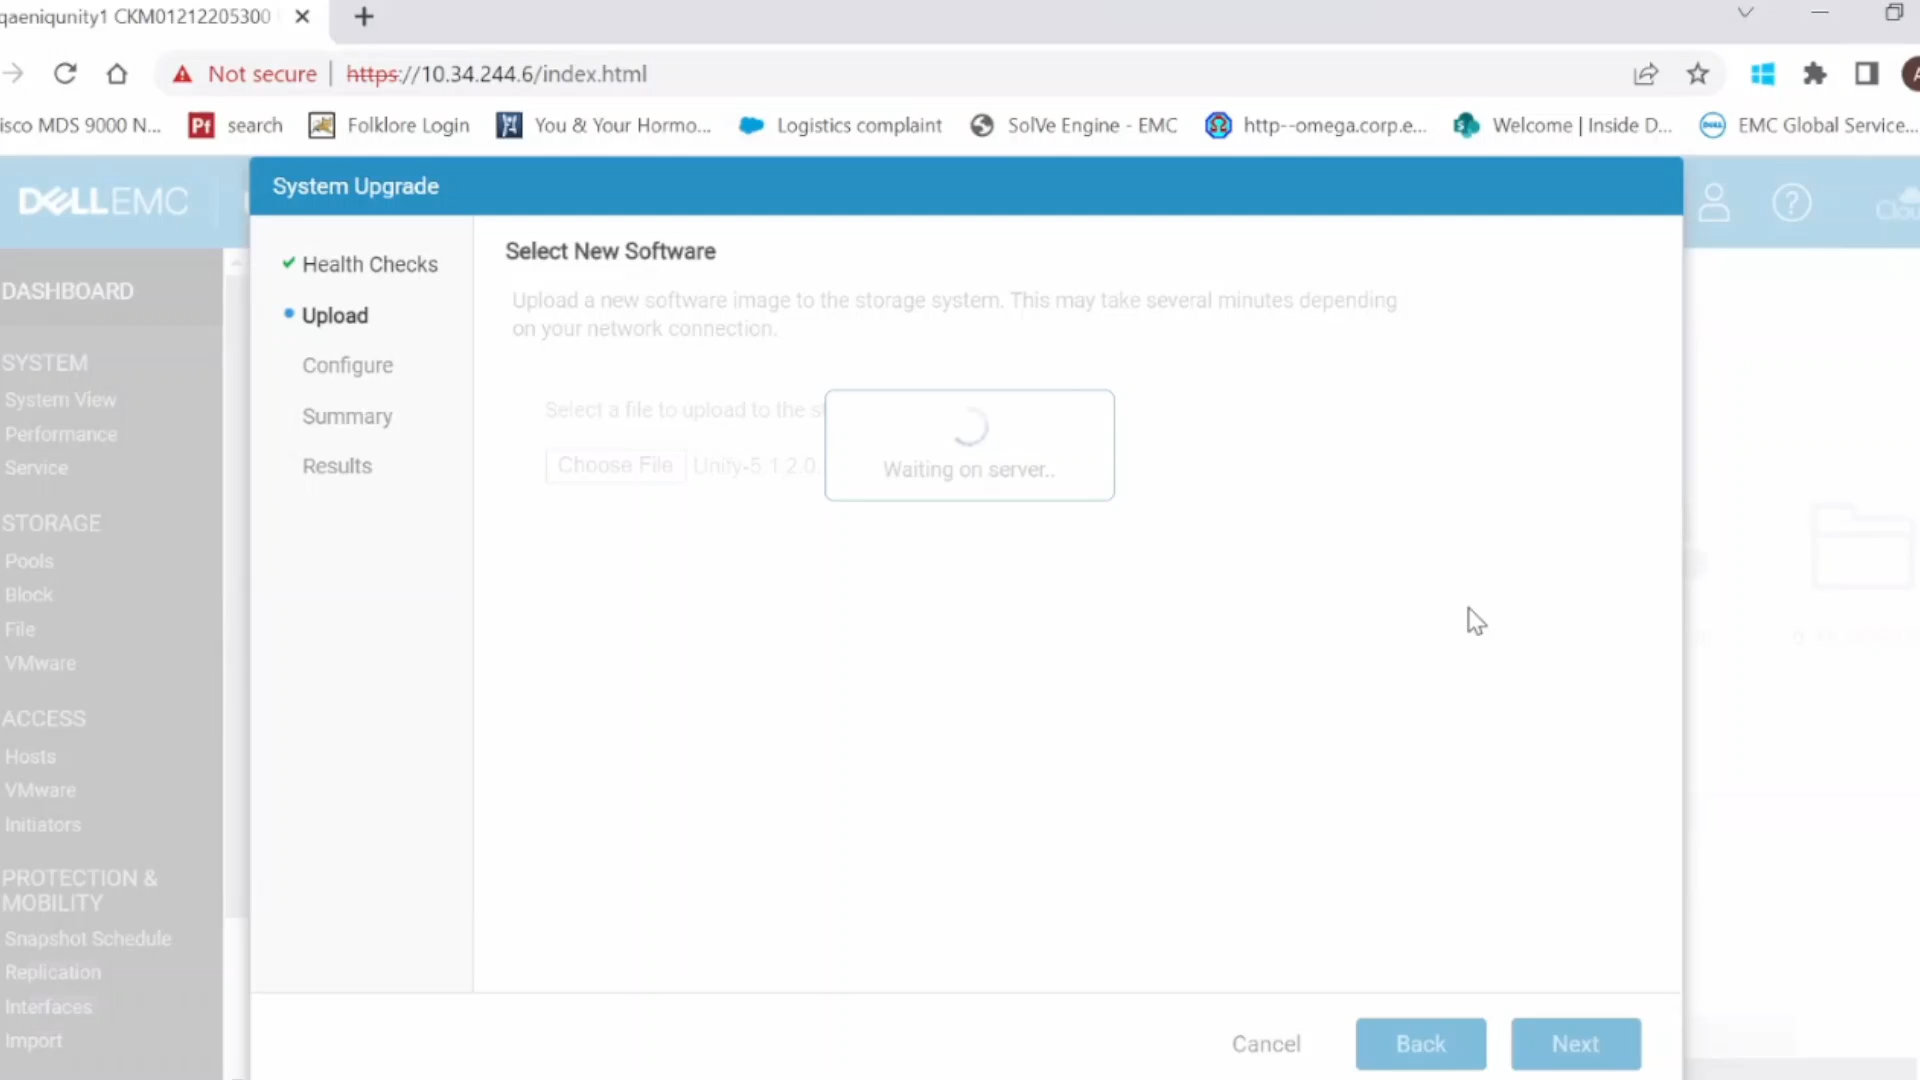 qaeniqunity1 CKM01212205300
Not secure
https://10.34.244.6/index.html
isco MDS 9000 N...
search
Folklore Login
You & Your Hormo...
Logistics complaint
SolVe Engine - EMC
http--omega.corp.e...
Welcome | Inside D...
EMC Global Service...
DELLEMC
System Upgrade
DASHBOARD
SYSTEM
System View
Performance
Service
STORAGE
Pools
Block
File
VMware
ACCESS
Hosts
VMware
Initiators
PROTECTION &
MOBILITY
Snapshot Schedule
Replication
Interfaces
Import
Health Checks
Upload
Configure
Summary
Results
Select New Software
Upload a new software image to the storage system. This may take several minutes depending
on your network connection.
Select a file to upload to the s
Choose File Unity-5.1.2.0.
Waiting on server..
Cancel
Back
Next